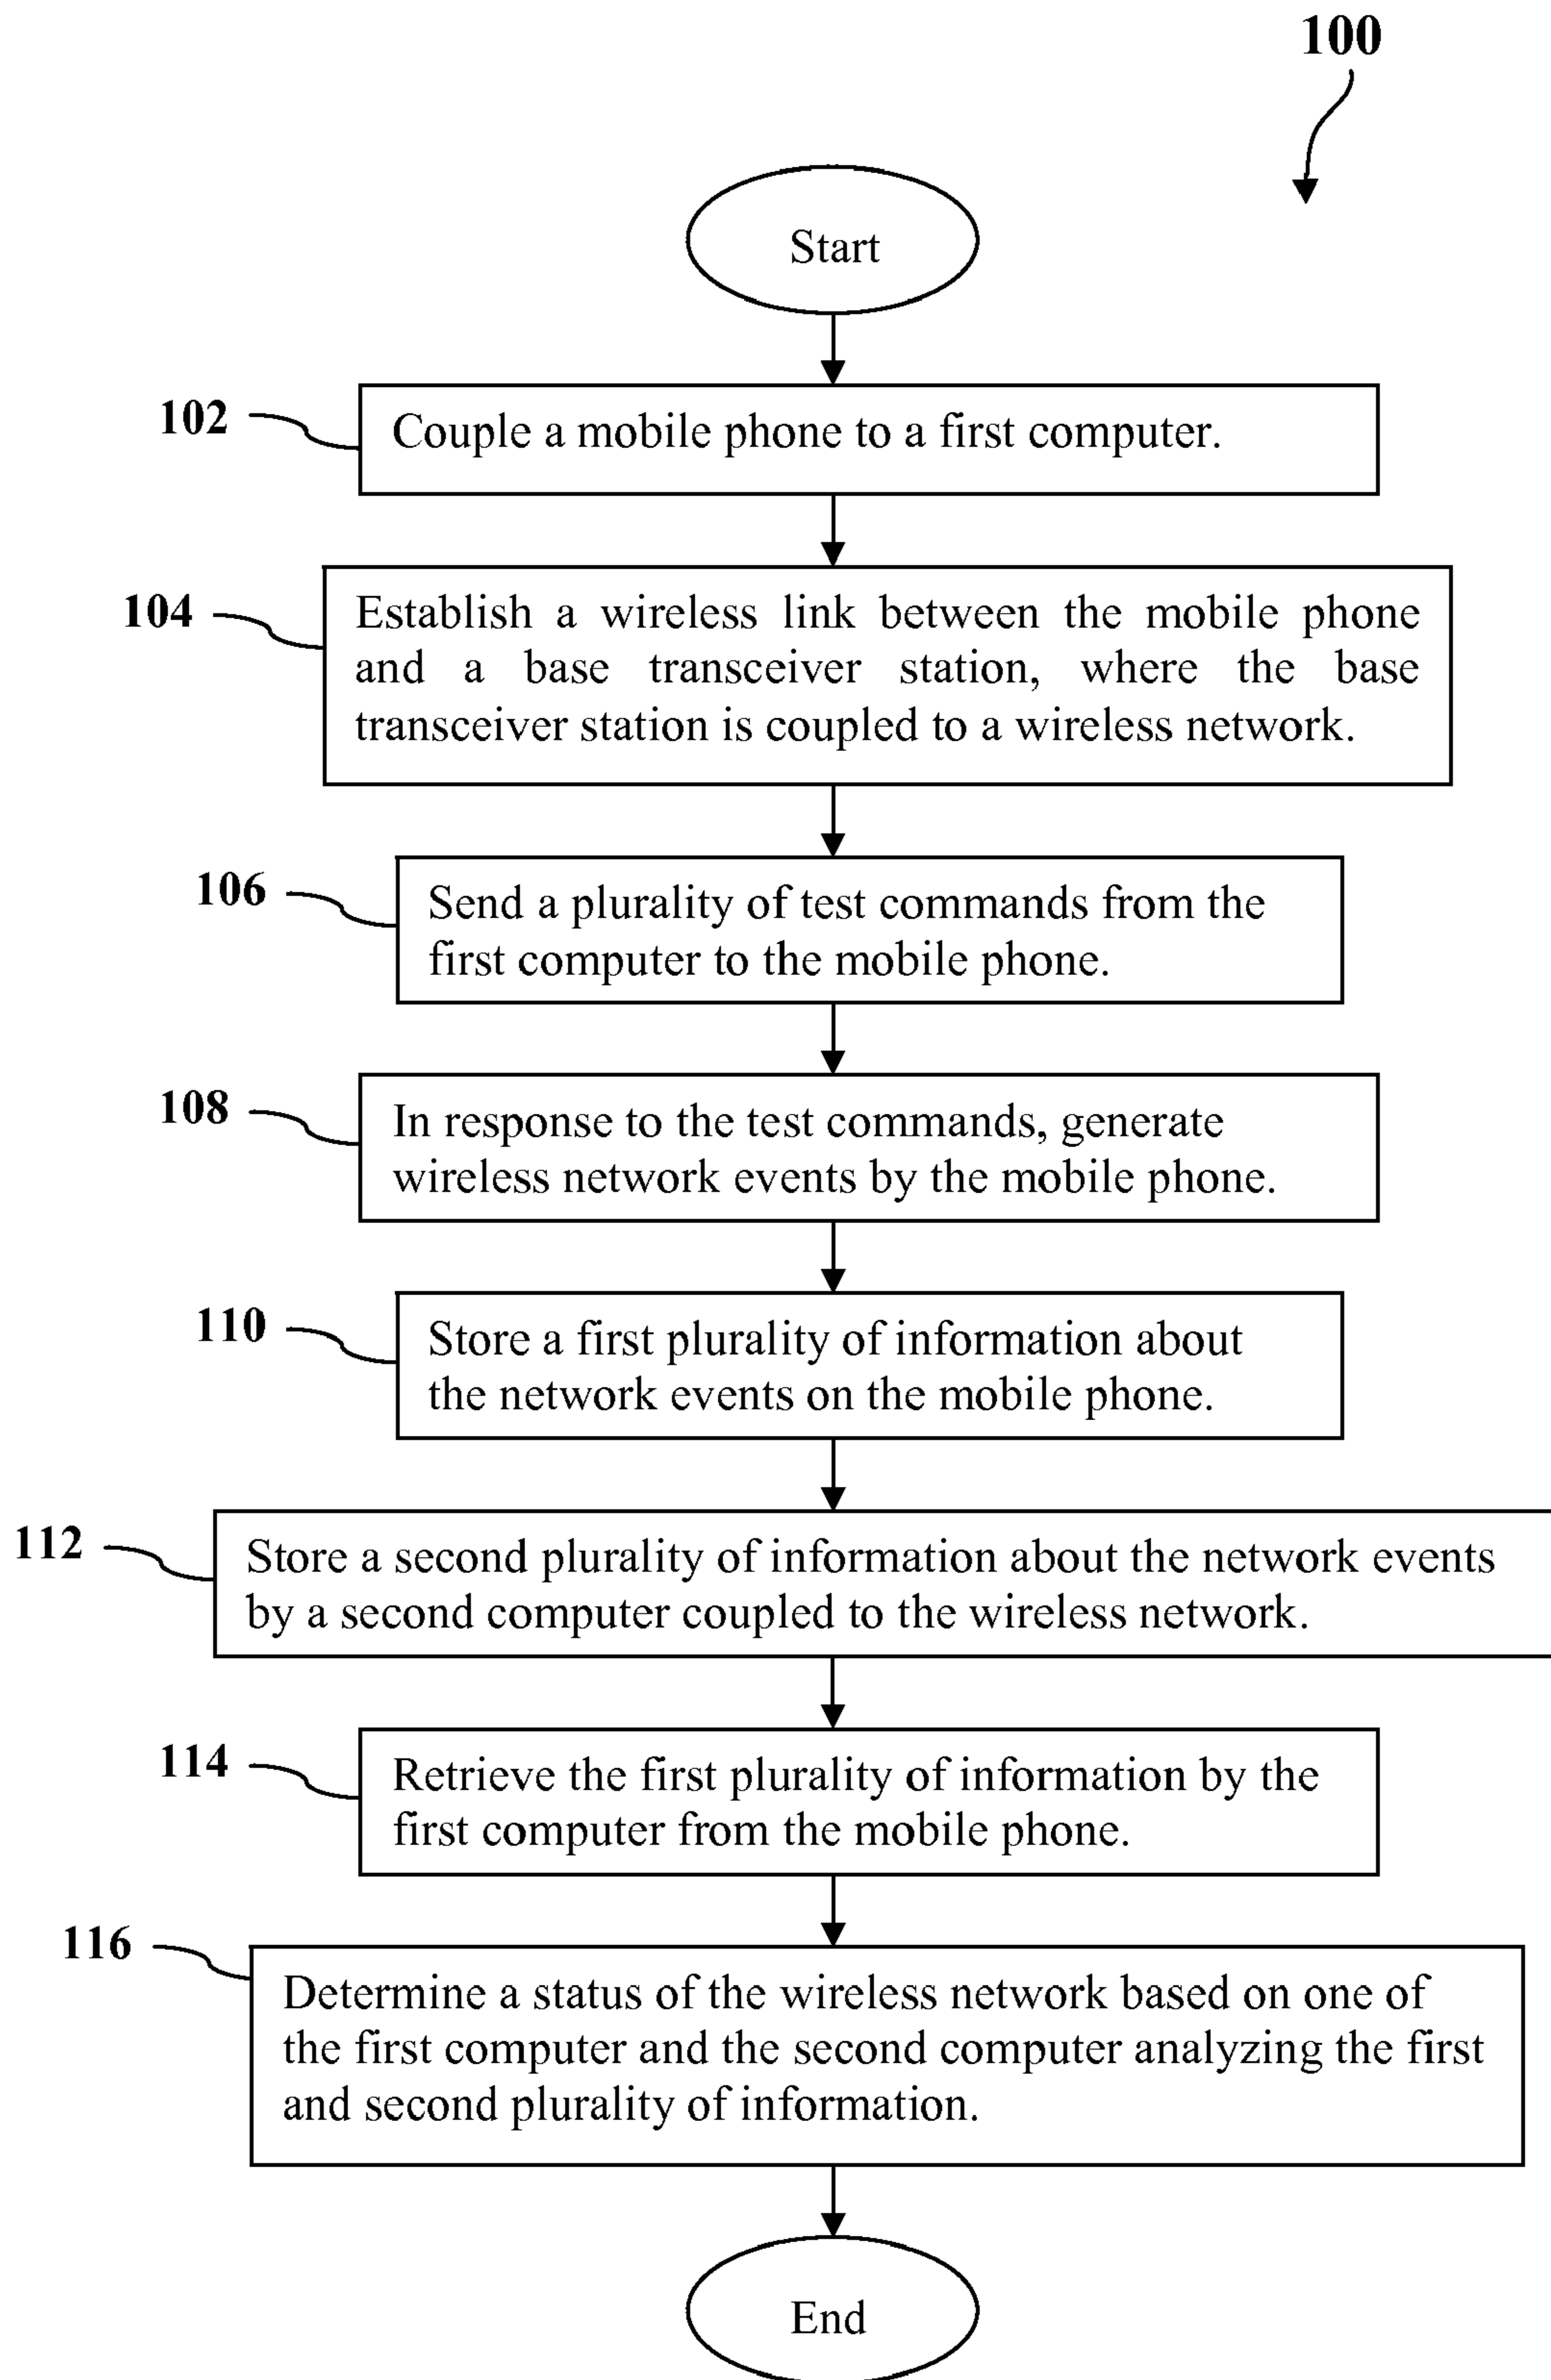 100
Start
102
Couple a mobile phone to a first computer.
104
Establish a wireless link between the mobile phone
and a base transceiver station, where the base
transceiver station is coupled to a wireless network.
106
Send a plurality of test commands from the
first computer to the mobile phone.
108
In response to the test commands, generate
wireless network events by the mobile phone.
110
Store a first plurality of information about
the network events on the mobile phone.
112
Store a second plurality of information about the network events
by a second computer coupled to the wireless network.
114
Retrieve the first plurality of information by the
first computer from the mobile phone.
116
Determine a status of the wireless network based on one of
the first computer and the second computer analyzing the first
and second plurality of information.
End